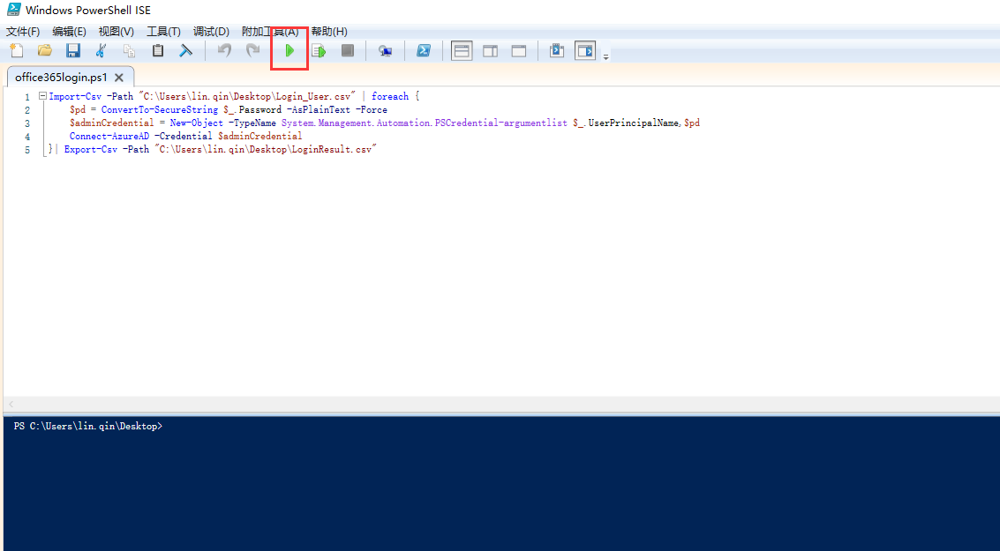 Windows PowerShell ISE
文件(F) 编辑(E) 视图(V) 工具(T) 调试(D) 附加工具(A) 帮助(H)
office365login.ps1
1 Import-Csv -Path "C:\Users\lin.qin\Desktop\Login_User.csv" | foreach {
2 $pd = ConvertTo-SecureString $_.Password -AsPlainText -Force
3 $adminCredential = New-Object -TypeName System.Management.Automation.PSCredential-argumentlist $_.UserPrincipalName,$pd
4 Connect-AzureAD -Credential $adminCredential
5 }| Export-Csv -Path "C:\Users\lin.qin\Desktop\LoginResult.csv"
PS C:\Users\lin.qin\Desktop>